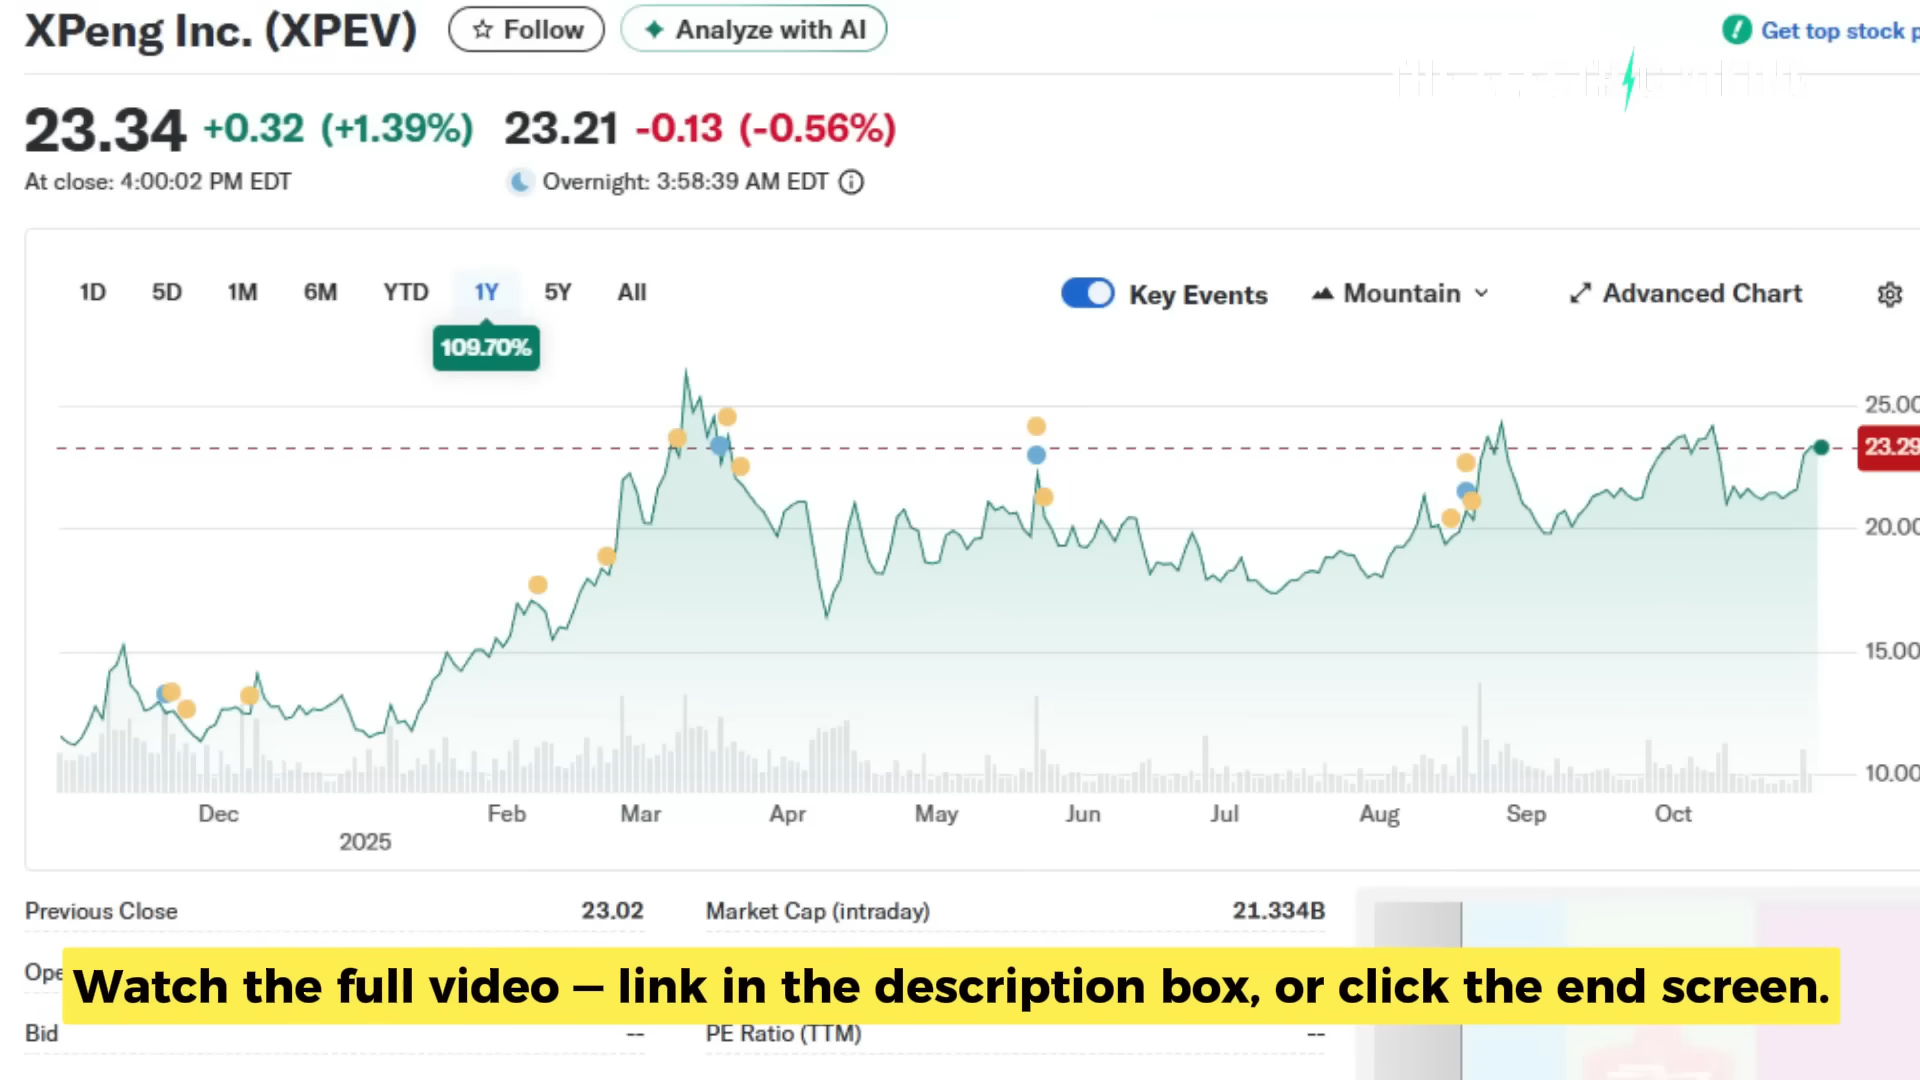 XPeng Inc. (XPEV)
Follow
Analyze with AI
Get top stock p
23.34 +0.32 (+1.39%) 23.21 -0.13 (-0.56%)
At close: 4:00:02 PM EDT
Overnight: 3:58:39 AM EDT
1D 5D 1M 6M YTD 1Y 5Y All
Key Events
Mountain
Advanced Chart
109.70%
25.00
23.29
20.00
15.00
10.00
Dec Feb Mar Apr May Jun Jul Aug Sep Oct
2025
Previous Close 23.02
Market Cap (intraday) 21.334B
Ope
Watch the full video – link in the description box, or click the end screen.
Bid --
PE Ratio (TTM) --